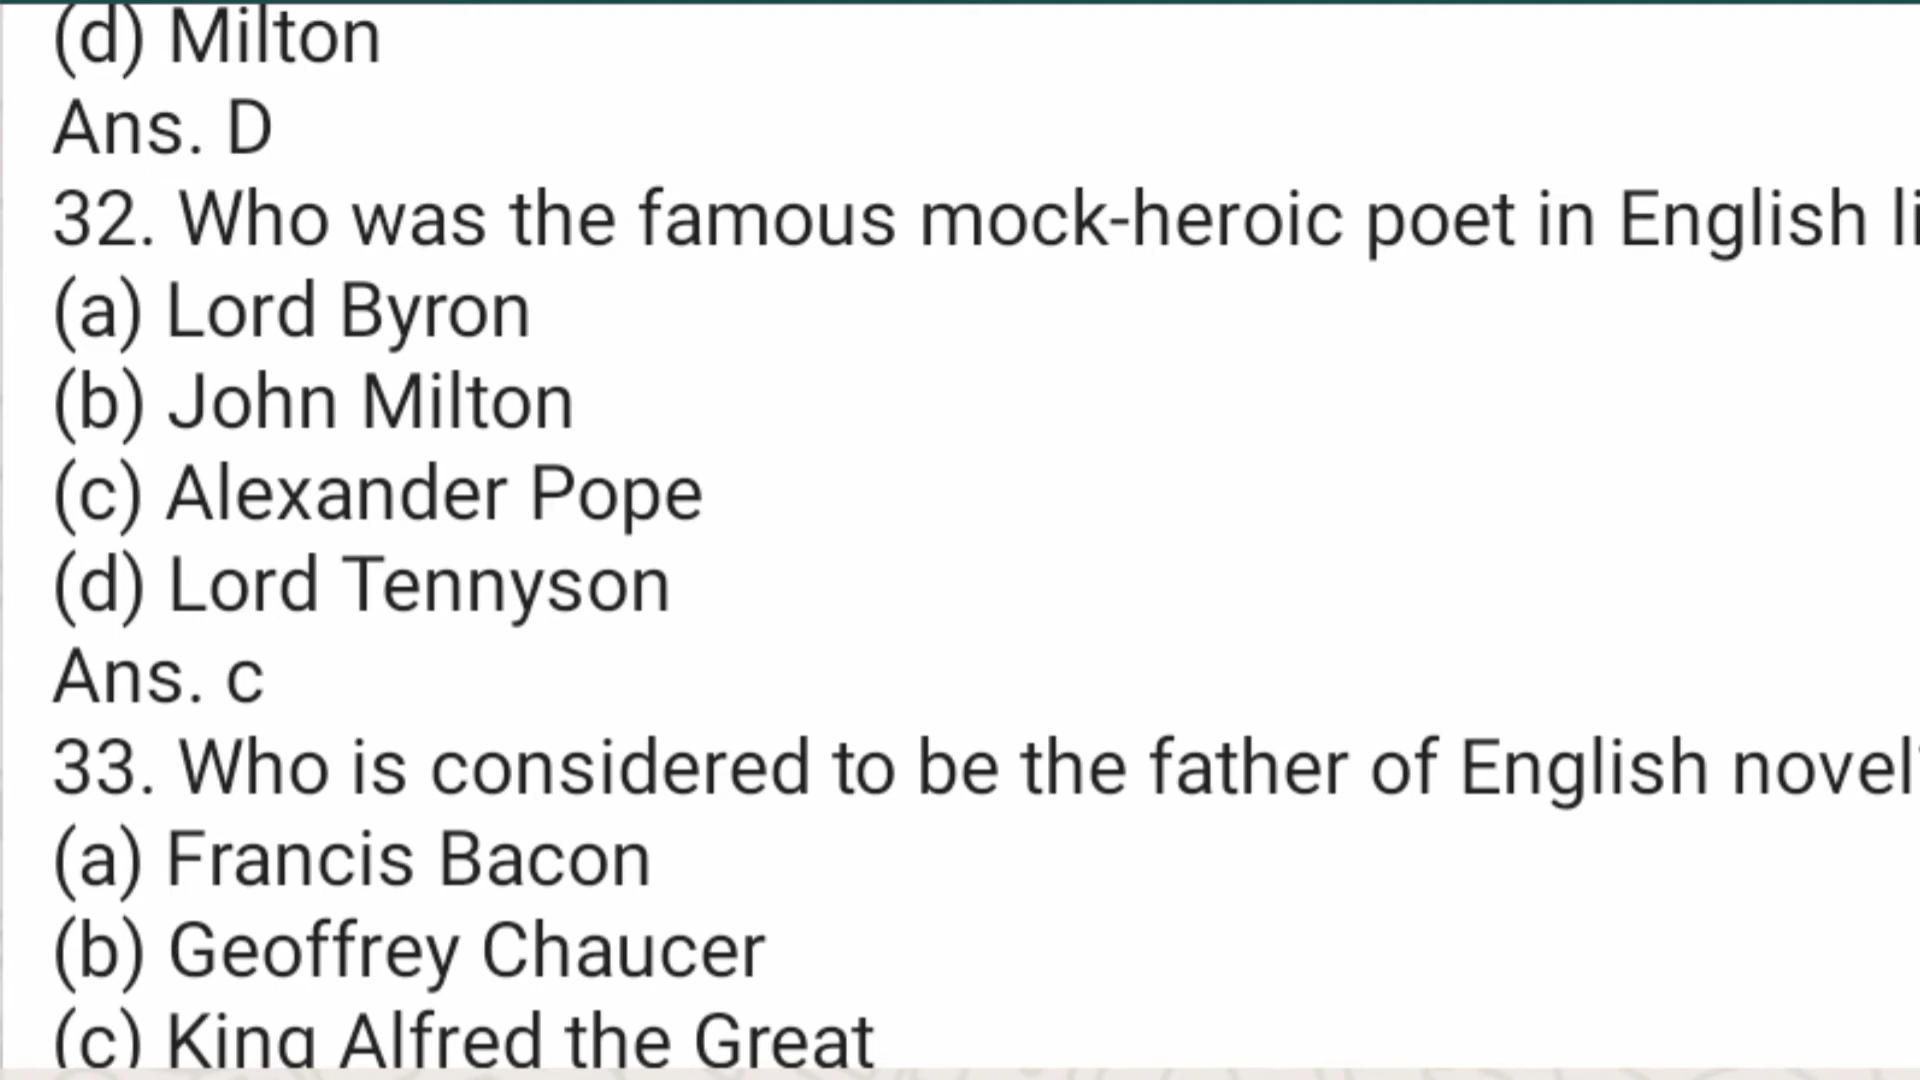 (d) Milton
Ans. D
32. Who was the famous mock-heroic poet in English li
(a) Lord Byron
(b) John Milton
(c) Alexander Pope
(d) Lord Tennyson
Ans. c
33. Who is considered to be the father of English novel
(a) Francis Bacon
(b) Geoffrey Chaucer
(c) King Alfred the Great